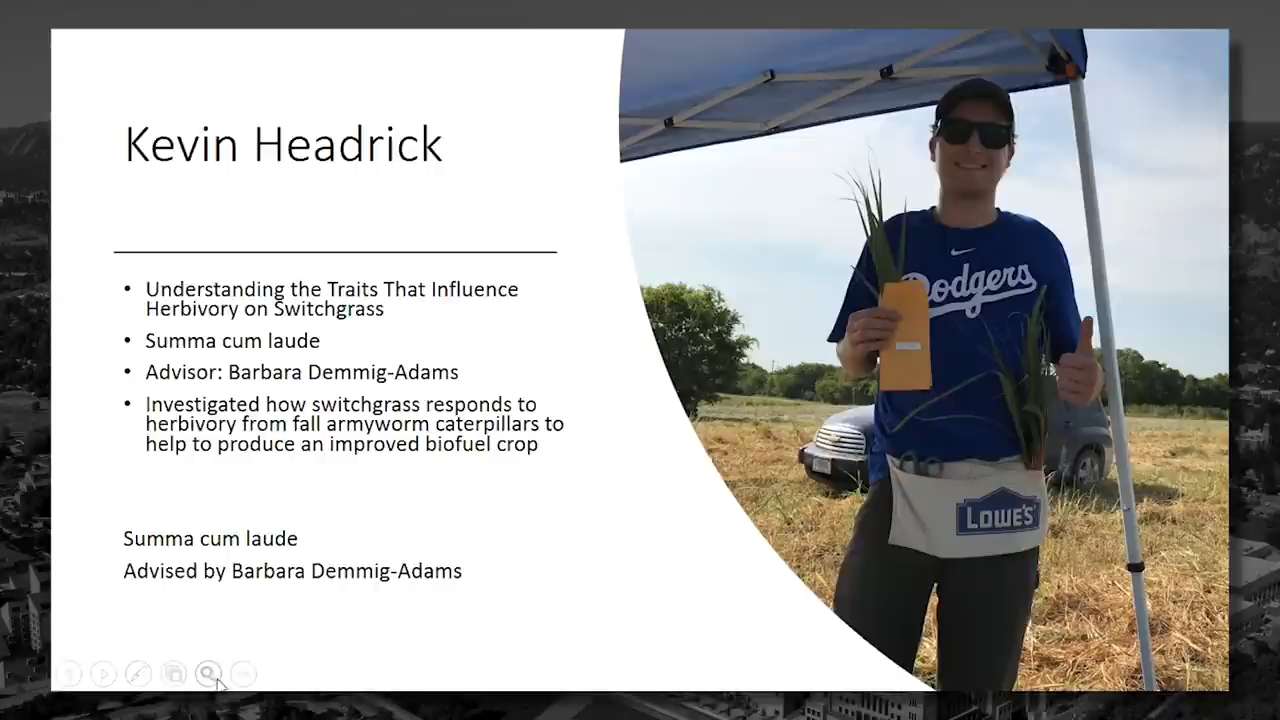 Kevin Headrick
• Understanding the Traits That Influence
Herbivory on Switchgrass
• Summa cum laude
• Advisor: Barbara Demmig-Adams
• Investigated how switchgrass responds to
herbivory from fall armyworm caterpillars to
help to produce an improved biofuel crop
Summa cum laude
Advised by Barbara Demmig-Adams
Dodgers
LOWE'S